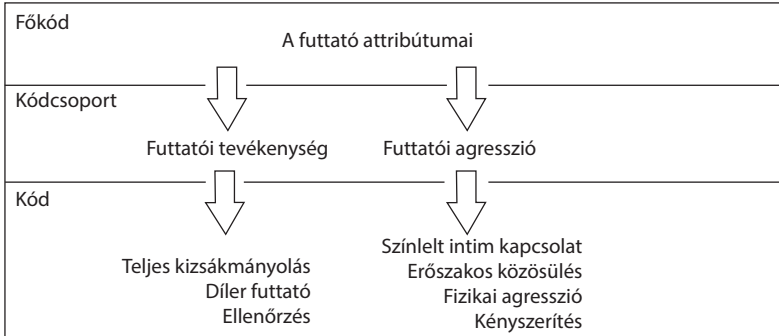 Főkód
A futtató attribútumai
Kódcsoport
Futtatói tevékenység
Futtatói agresszió
Kód
Teljes kizsákmányolás
Díler futtató
Ellenőrzés
Színlelt intim kapcsolat
Erőszakos közösülés
Fizikai agresszió
Kényszerítés